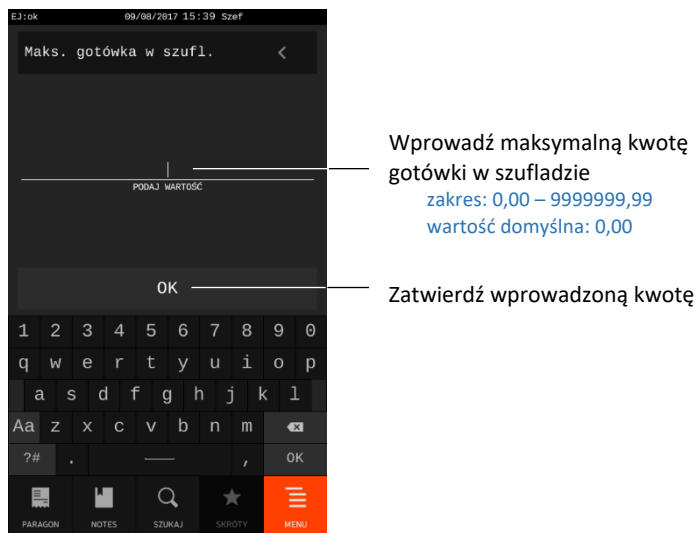 EJ:ok 09/08/2017 15:39 Szef
Maks. gotówka w szufl.
PODAJ WARTOŚĆ
Wprowadź maksymalną kwotę
gotówki w szufladzie
zakres: 0,00 – 9999999,99
wartość domyślna: 0,00
OK
Zatwierdź wprowadzoną kwotę
1 2 3 4 5 6 7 8 9 0
q w e r t y u i o p
a s d f g h j k l
Aa z x c v b n m
?# . , OK
PARAGON NOTES SZUKAJ SKRÓTY MENU